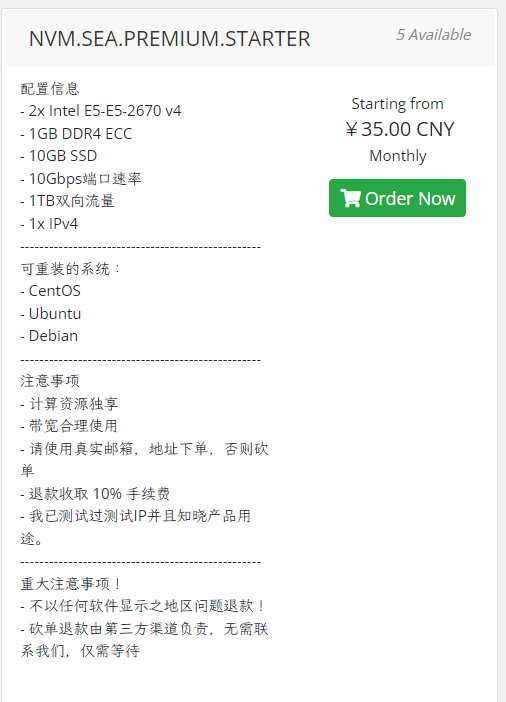 NVM.SEA.PREMIUM.STARTER
5 Available
配置信息
- 2x Intel E5-E5-2670 v4
- 1GB DDR4 ECC
- 10GB SSD
- 10Gbps端口速率
- 1TB双向流量
- 1x IPv4
--------------------------------------------------
可重装的系统：
- CentOS
- Ubuntu
- Debian
--------------------------------------------------
注意事项
- 计算资源独享
- 带宽合理使用
- 请使用真实邮箱，地址下单，否则砍
单
- 退款收取 10% 手续费
- 我已测试过测试IP并且知晓产品用
途。
--------------------------------------------------
重大注意事项！
- 不以任何软件显示之地区问题退款！
- 砍单退款由第三方渠道负责，无需联
系我们，仅需等待
Starting from
￥35.00 CNY
Monthly
Order Now